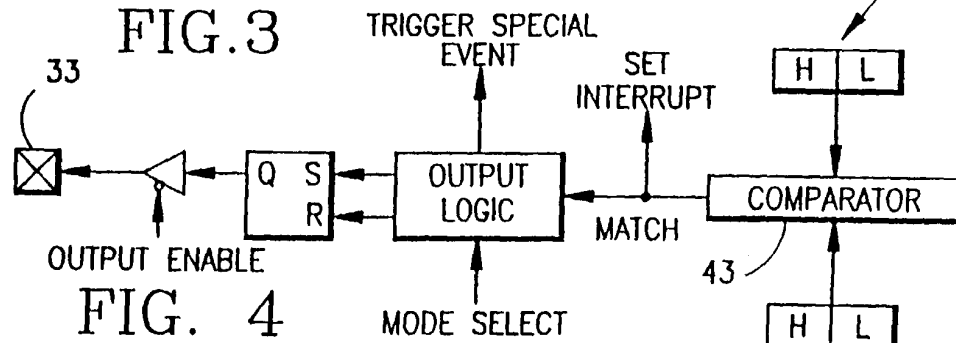 FIG.3
TRIGGER SPECIAL
EVENT
SET
INTERRUPT
33
H L
Q S
R
OUTPUT
LOGIC
MATCH
COMPARATOR
43
OUTPUT ENABLE
FIG. 4
MODE SELECT
H L